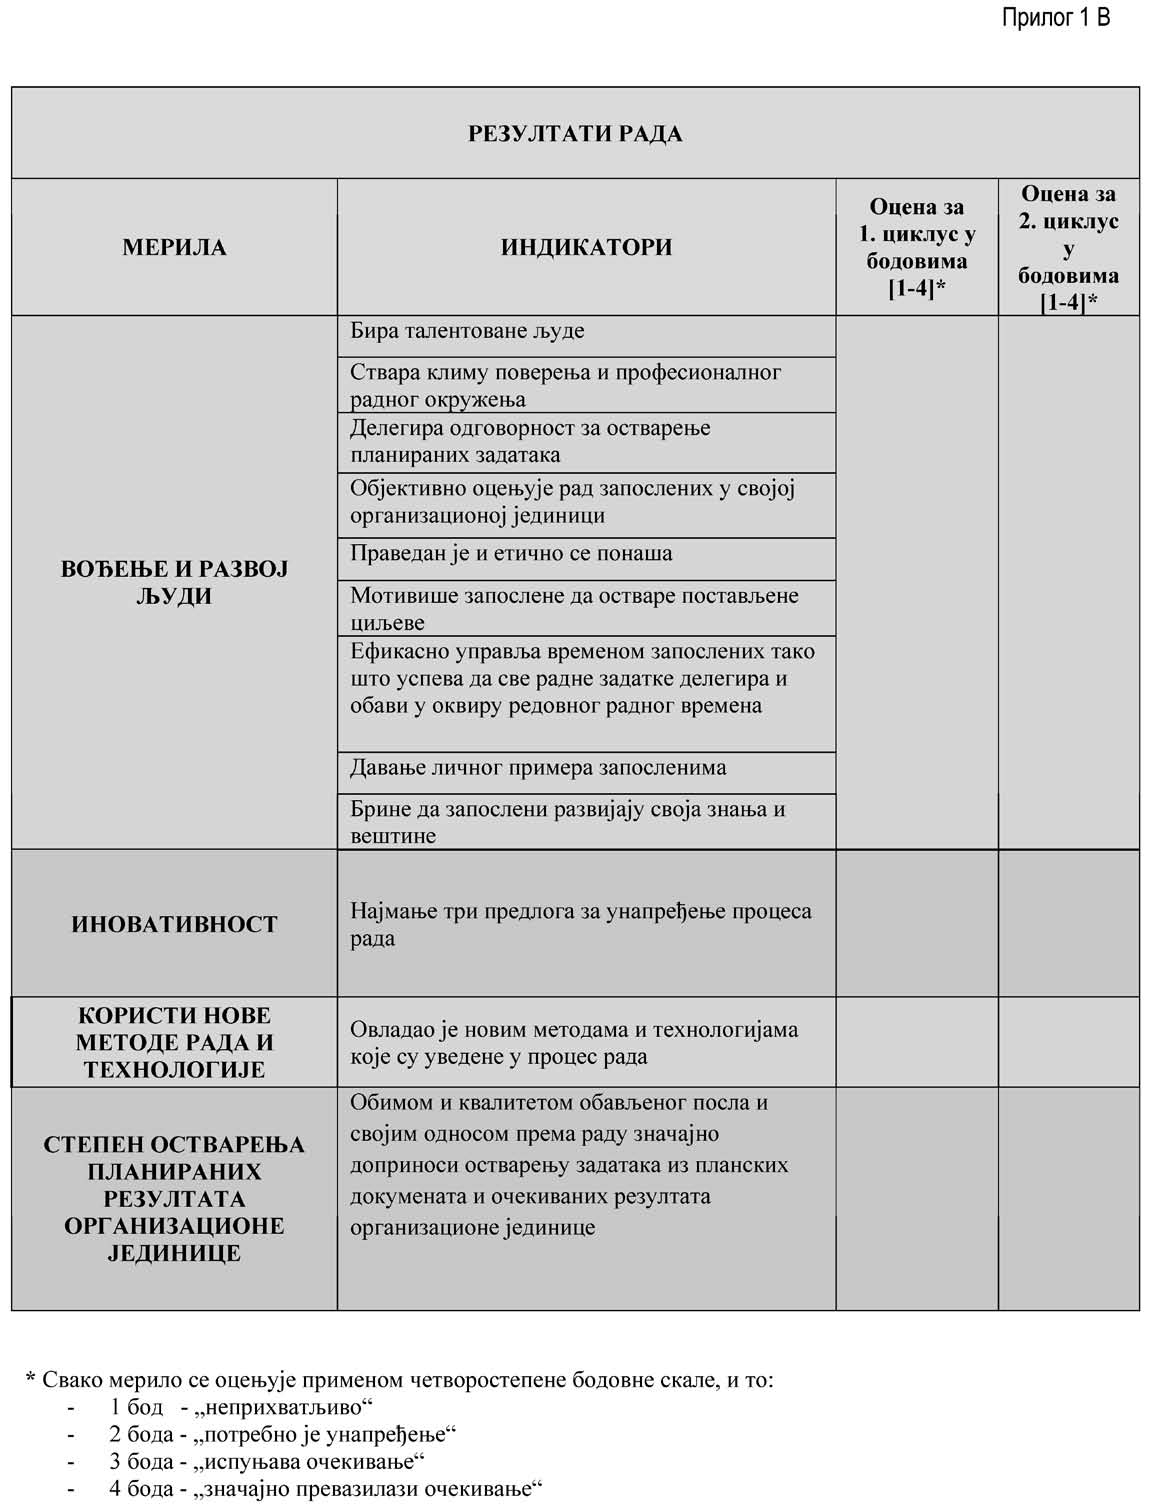 Прилог 1 В
РЕЗУЛТАТИ РАДА
МЕРИЛА
ИНДИКАТОРИ
Оцена за
1. циклус у
бодовима
[1-4]*
Оцена за
2. циклус
у
бодовима
[1-4]*
ВОЂЕЊЕ И РАЗВОЈ
ЉУДИ
Бира талентоване људе
Ствара климу поверења и професионалног
радног окружења
Делегира одговорност за остварење
планираних задатака
Објективно оцењује рад запослених у својој
организационој јединици
Праведан је и етично се понаша
Мотивише запослене да остваре постављене
циљеве
Ефикасно управља временом запослених тако
што успева да све радне задатке делегира и
обави у оквиру редовног радног времена
Давање личног примера запосленима
Брине да запослени развијају своја знања и
вештине
ИНОВАТИВНОСТ
Најмање три предлога за унапређење процеса
рада
КОРИСТИ НОВЕ
МЕТОДЕ РАДА И
ТЕХНОЛОГИЈЕ
Овладао је новим методама и технологијама
које су уведене у процес рада
СТЕПЕН ОСТВАРЕЊА
ПЛАНИРАНИХ
РЕЗУЛТАТА
ОРГАНИЗАЦИОНЕ
ЈЕДИНИЦЕ
Обимом и квалитетом обављеног посла и
својим односом према раду значајно
доприноси остварењу задатака из планских
докумената и очекиваних резултата
организационе јединице
* Свако мерило се оцењује применом четворостепене бодовне скале, и то:
- 1 бод - „неприхватљиво“
- 2 бода - „потребно је унапређење“
- 3 бода - „испуњава очекивање“
- 4 бода - „значајно превазилази очекивање“